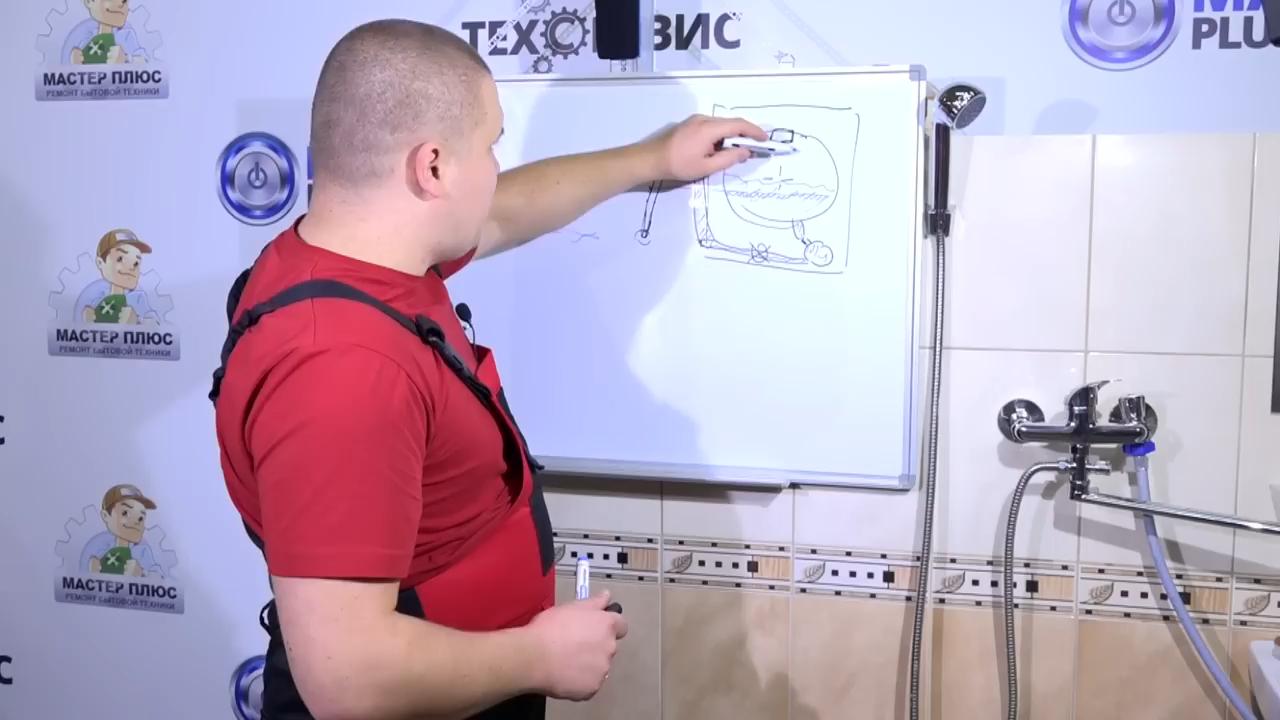 МАСТЕР ПЛЮС
РЕМОНТ БЫТОВОЙ ТЕХНИКИ
ТЕХ
ВИС
PLU
МАСТЕР ПЛЮС
РЕМОНТ БЫТОВОЙ ТЕХНИКИ
МАСТЕР ПЛЮС
РЕМОНТ БЫТОВОЙ ТЕХНИКИ